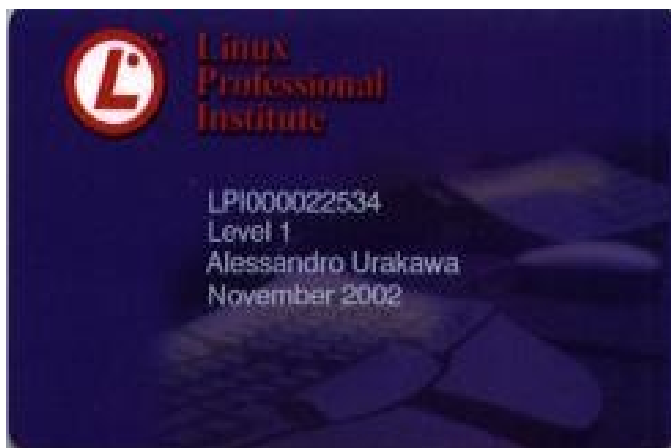 Linux
Professional
Institute
LPI000022534
Level 1
Alessandro Urakawa
November 2002